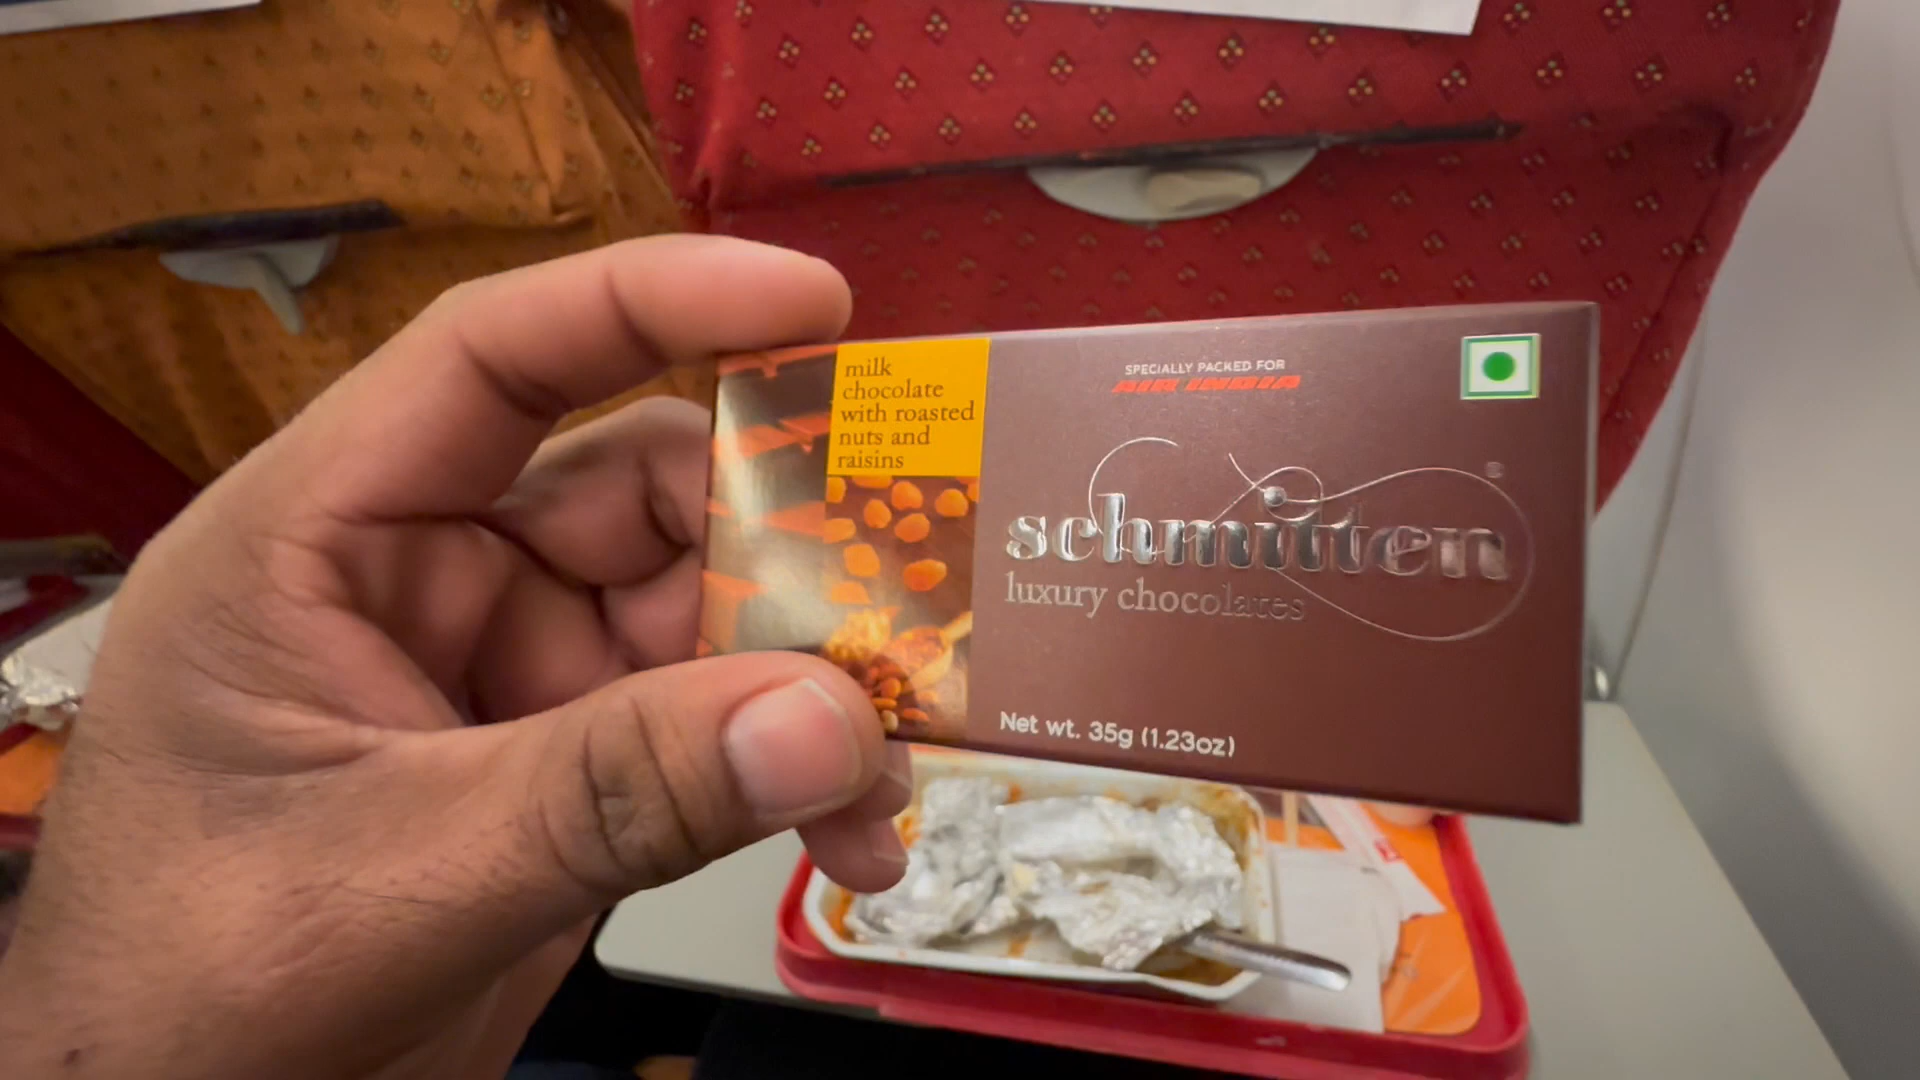 milk
chocolate
with roasted
nuts and
raisins
SPECIALLY PACKED FOR
AIR INDIA
schmitten
®
luxury chocolates
Net wt. 35g (1.23oz)